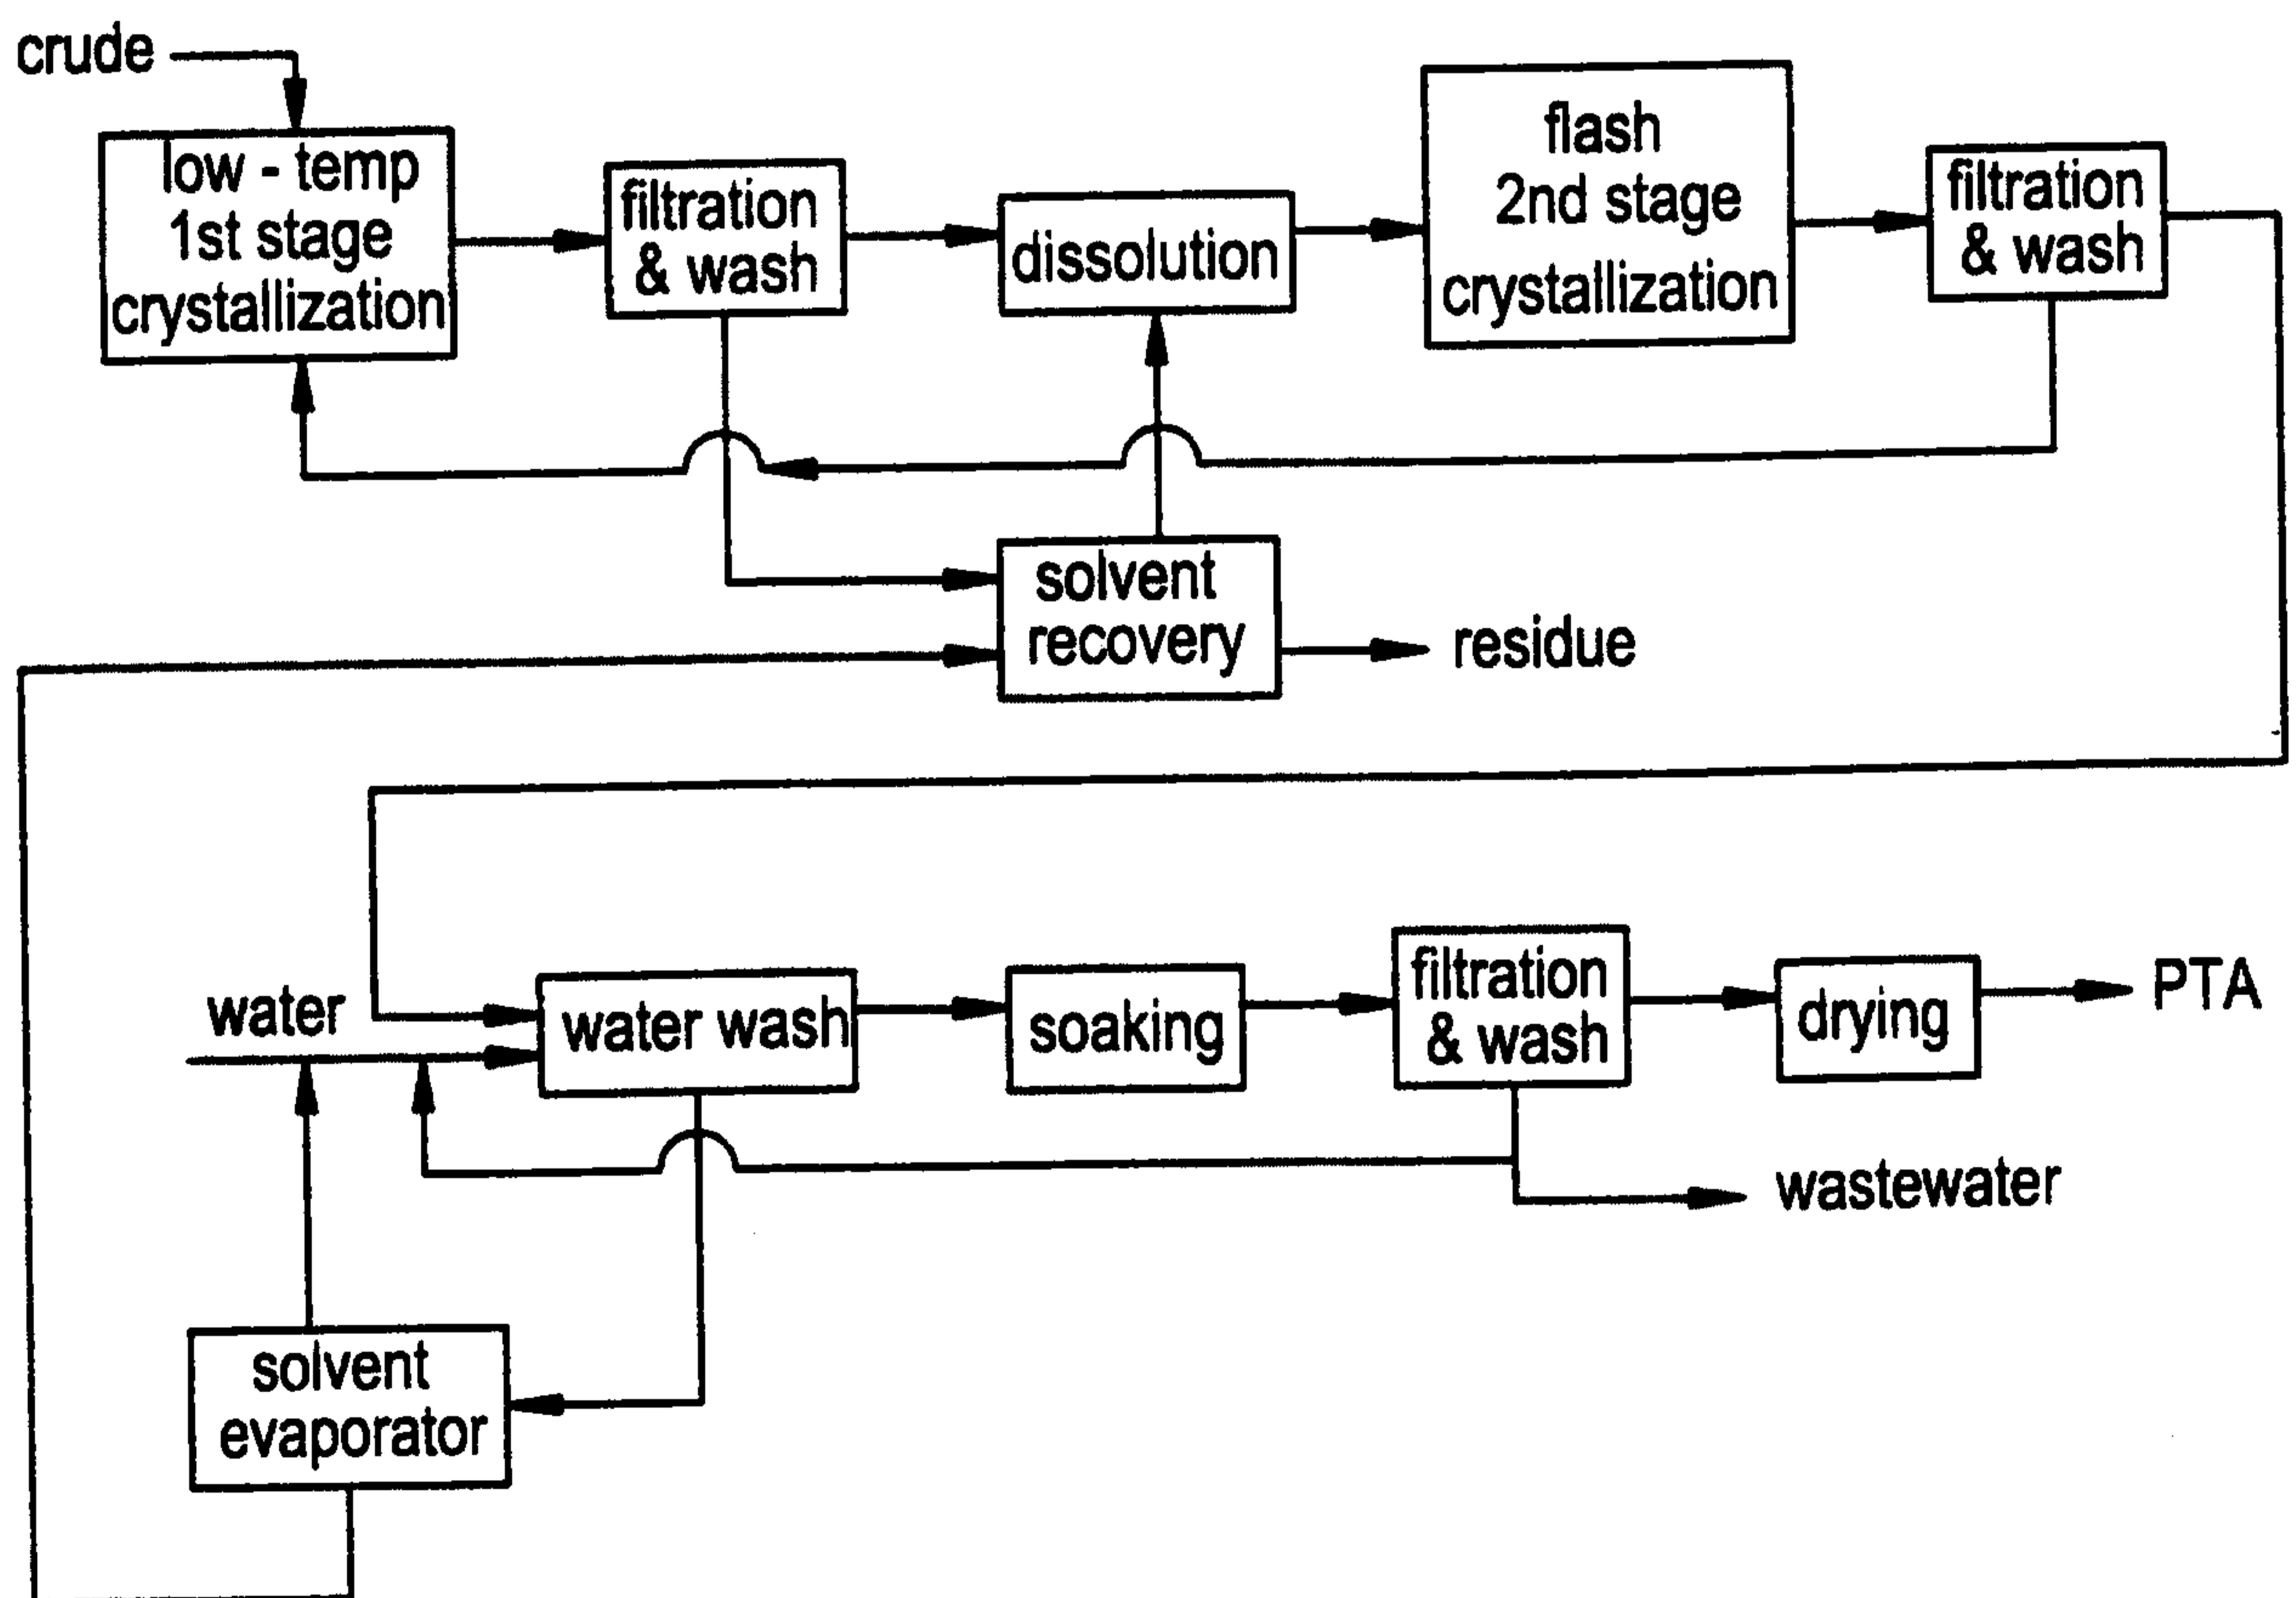 crude
low - temp
1st stage
crystallization
filtration
& wash
dissolution
flash
2nd stage
crystallization
filtration
& wash
solvent
recovery
residue
water
water wash
soaking
filtration
& wash
drying
PTA
wastewater
solvent
evaporator